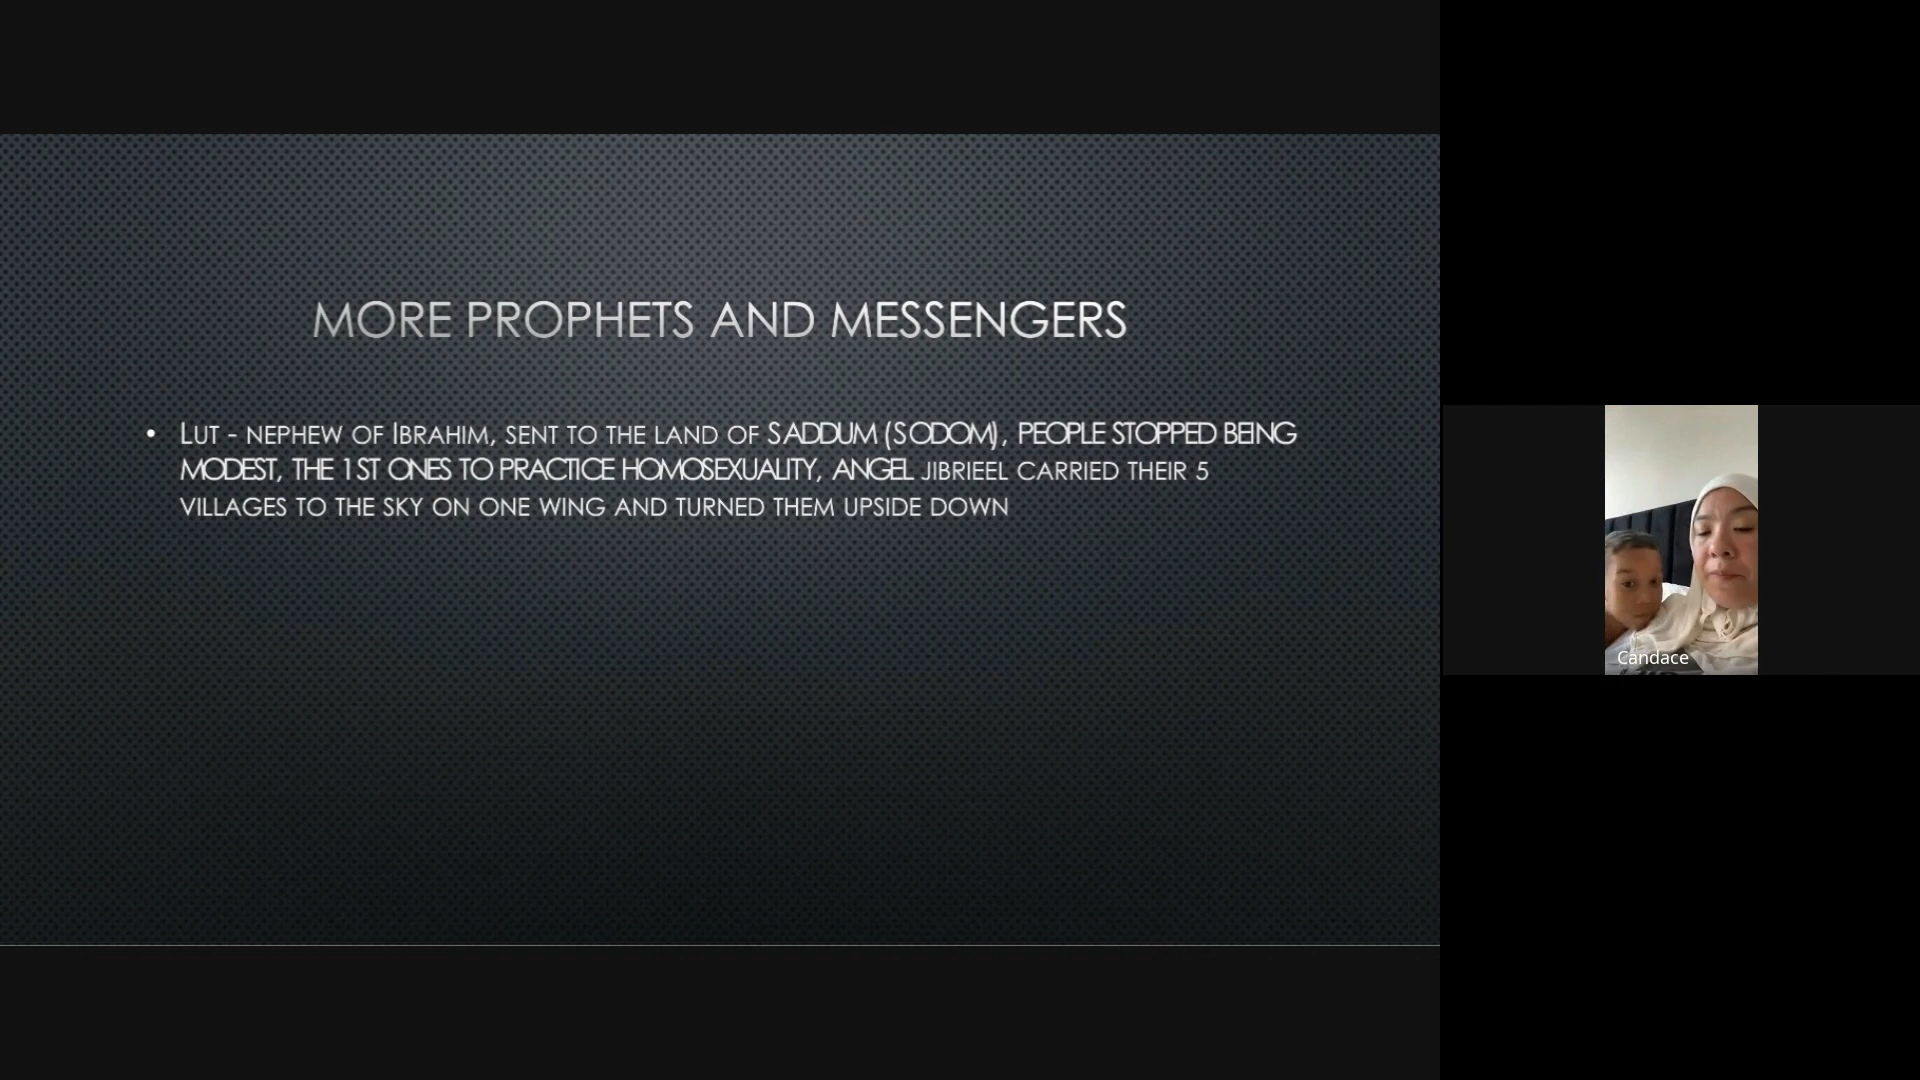 MORE PROPHETS AND MESSENGERS
• LUT - NEPHEW OF IBRAHIM, SENT TO THE LAND OF SADDUM (SODOM), PEOPLE STOPPED BEING
MODEST, THE 1ST ONES TO PRACTICE HOMOSEXUALITY, ANGEL JIBRIEEL CARRIED THEIR 5
VILLAGES TO THE SKY ON ONE WING AND TURNED THEM UPSIDE DOWN
Candace